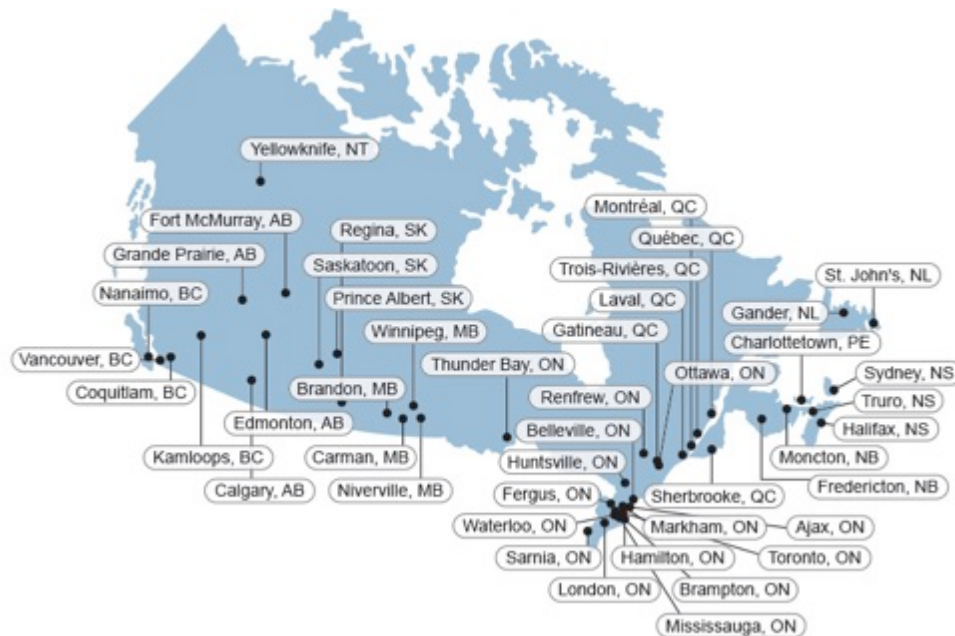 Yellowknife, NT
Montréal, QC
Fort McMurray, AB
Regina, SK
Québec, QC
Grande Prairie, AB
Saskatoon, SK
Trois-Rivières, QC
St. John's, NL
Nanaimo, BC
Prince Albert, SK
Laval, QC
Gander, NL
Winnipeg, MB
Gatineau, QC
Charlottetown, PE
Vancouver, BC
Thunder Bay, ON
Ottawa, ON
Sydney, NS
Coquitlam, BC
Brandon, MB
Renfrew, ON
Truro, NS
Edmonton, AB
Belleville, ON
Halifax, NS
Kamloops, BC
Carman, MB
Huntsville, ON
Moncton, NB
Calgary, AB
Niverville, MB
Fergus, ON
Sherbrooke, QC
Fredericton, NB
Waterloo, ON
Markham, ON
Ajax, ON
Sarnia, ON
Hamilton, ON
Toronto, ON
London, ON
Brampton, ON
Mississauga, ON